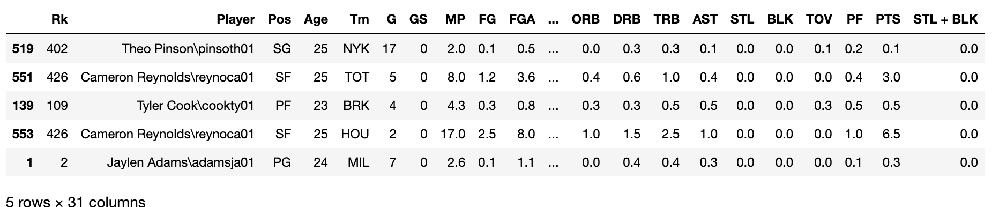 Rk Player Pos Age Tm G GS MP FG FGA ... ORB DRB TRB AST STL BLK TOV PF PTS STL + BLK
519 402 Theo Pinson\pinsoth01 SG 25 NYK 17 0 2.0 0.1 0.5 ... 0.0 0.3 0.3 0.1 0.0 0.0 0.1 0.2 0.1 0.0
551 426 Cameron Reynolds\reynoca01 SF 25 TOT 5 0 8.0 1.2 3.6 ... 0.4 0.6 1.0 0.4 0.0 0.0 0.0 0.4 3.0 0.0
139 109 Tyler Cook\cookty01 PF 23 BRK 4 0 4.3 0.3 0.8 ... 0.3 0.3 0.5 0.5 0.0 0.0 0.3 0.5 0.5 0.0
553 426 Cameron Reynolds\reynoca01 SF 25 HOU 2 0 17.0 2.5 8.0 ... 1.0 1.5 2.5 1.0 0.0 0.0 0.0 1.0 6.5 0.0
1 2 Jaylen Adams\adamsja01 PG 24 MIL 7 0 2.6 0.1 1.1 ... 0.0 0.4 0.4 0.3 0.0 0.0 0.0 0.1 0.3 0.0
5 rows × 31 columns